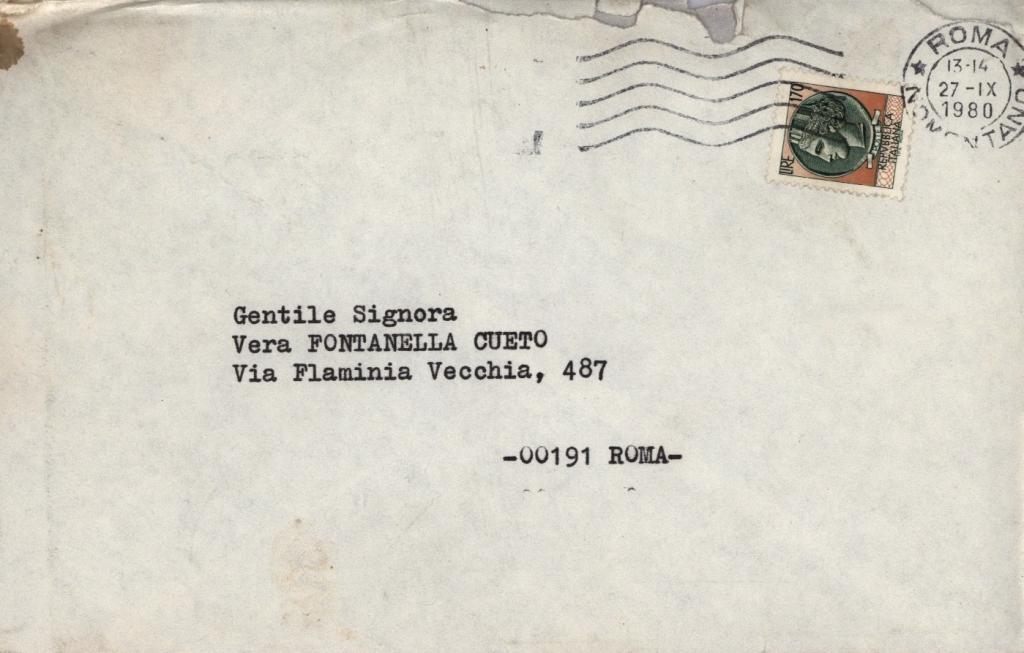 ROMA
NOMENTANO
13-14
27-IX
1980
LIRE 170
REPUBBLICA
ITALIANA
Gentile Signora
Vera FONTANELLA CUETO
Via Flaminia Vecchia, 487
-00191 ROMA-